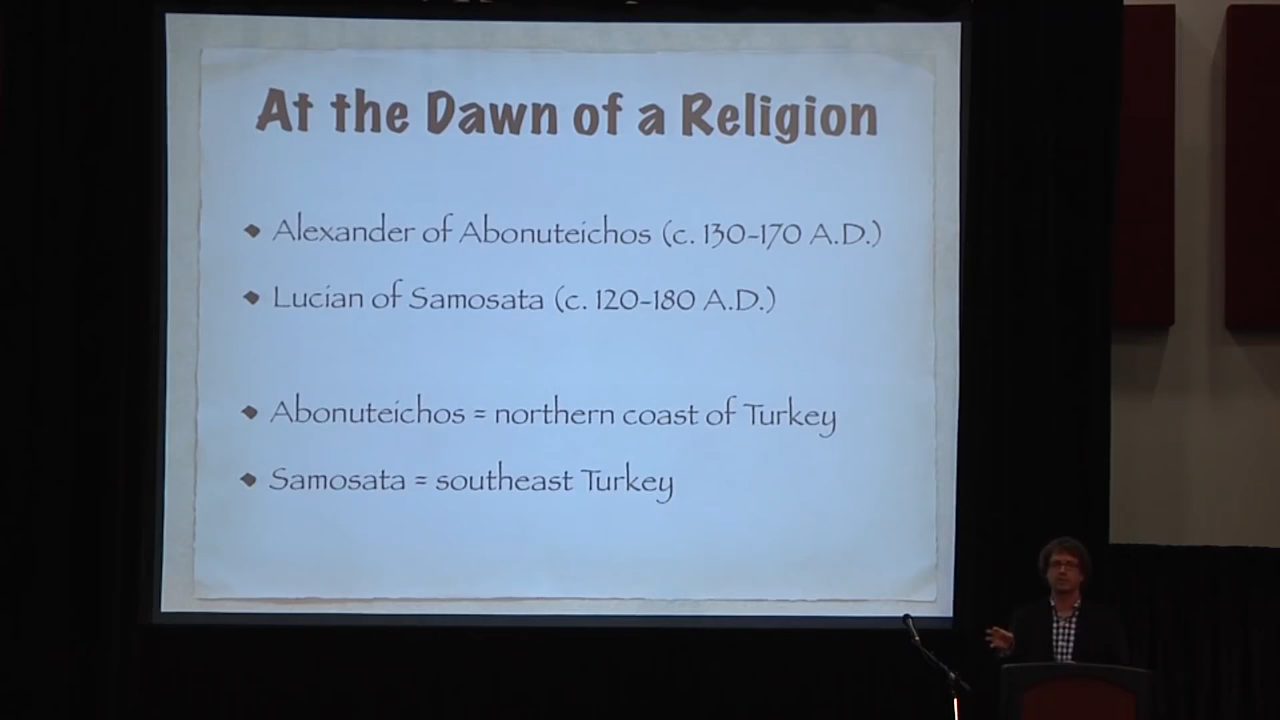 At the Dawn of a Religion
Alexander of Abonuteichos (c. 130-170 A.D.)
Lucian of Samosata (c. 120-180 A.D.)
Abonuteichos = northern coast of Turkey
Samosata = southeast Turkey